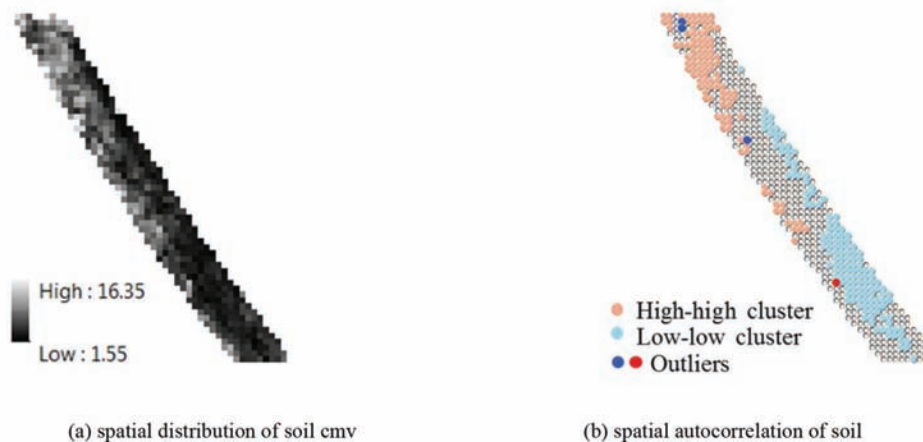 High : 16.35
Low : 1.55
High-high cluster
Low-low cluster
Outliers
(a) spatial distribution of soil cmv
(b) spatial autocorrelation of soil